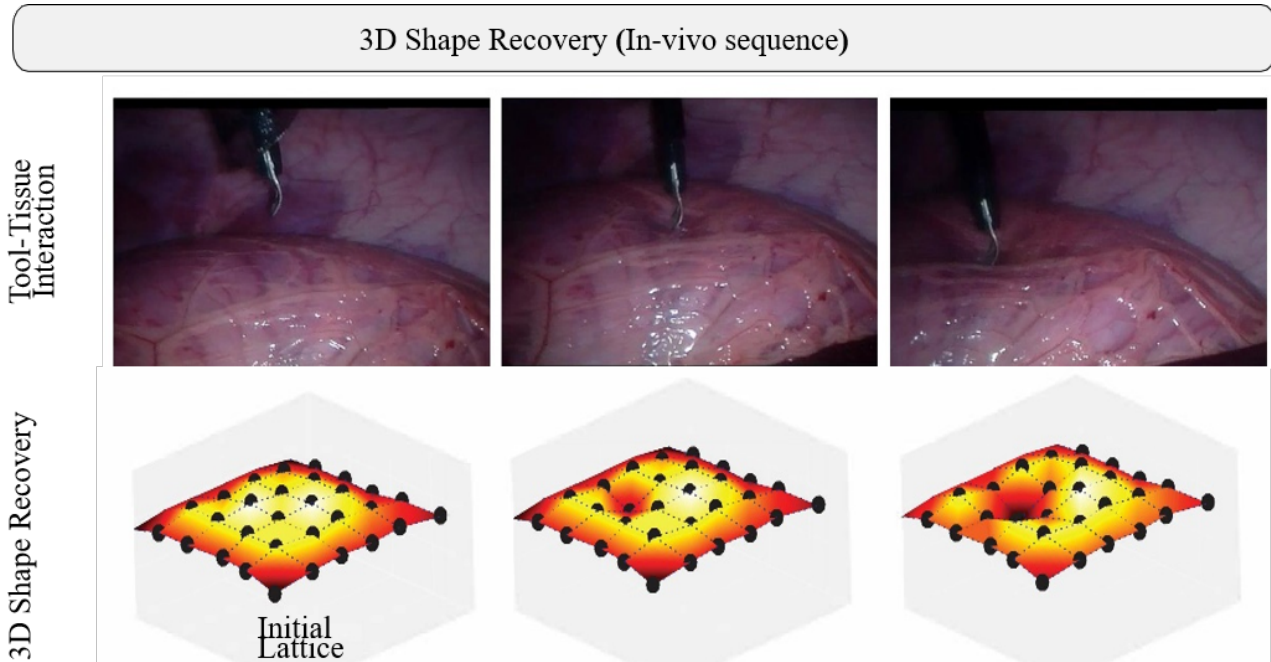 3D Shape Recovery (In-vivo sequence)
Tool-Tissue
Interaction
3D Shape Recovery
Initial
Lattice